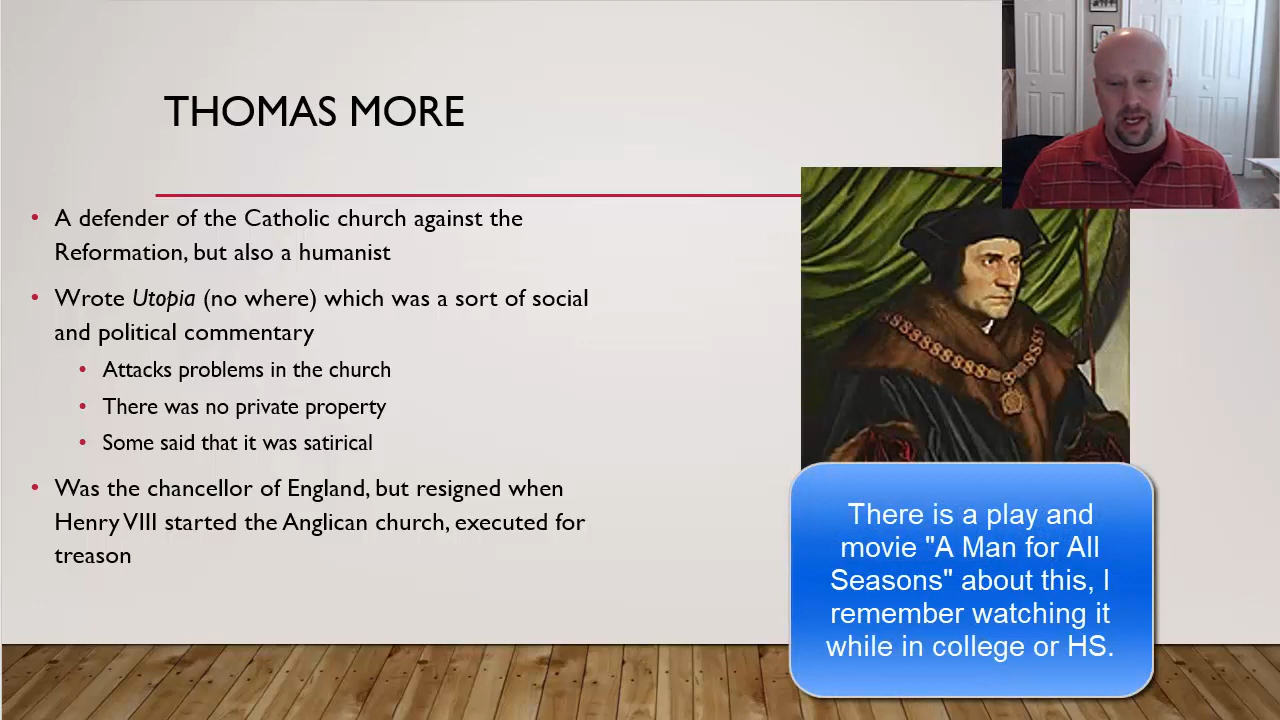 THOMAS MORE
• A defender of the Catholic church against the
Reformation, but also a humanist
• Wrote Utopia (no where) which was a sort of social
and political commentary
• Attacks problems in the church
• There was no private property
• Some said that it was satirical
• Was the chancellor of England, but resigned when
Henry VIII started the Anglican church, executed for
treason
There is a play and
movie "A Man for All
Seasons" about this, I
remember watching it
while in college or HS.